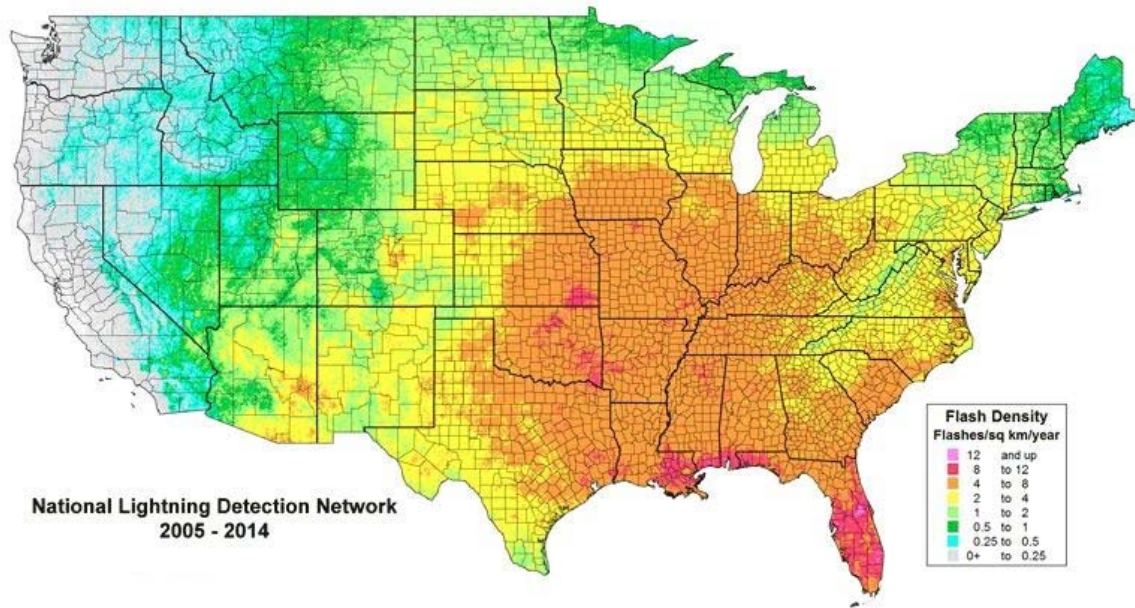 National Lightning Detection Network
2005 - 2014
Flash Density
Flashes/sq km/year
12 and up
8 to 12
4 to 8
2 to 4
1 to 2
0.5 to 1
0.25 to 0.5
0+ to 0.25